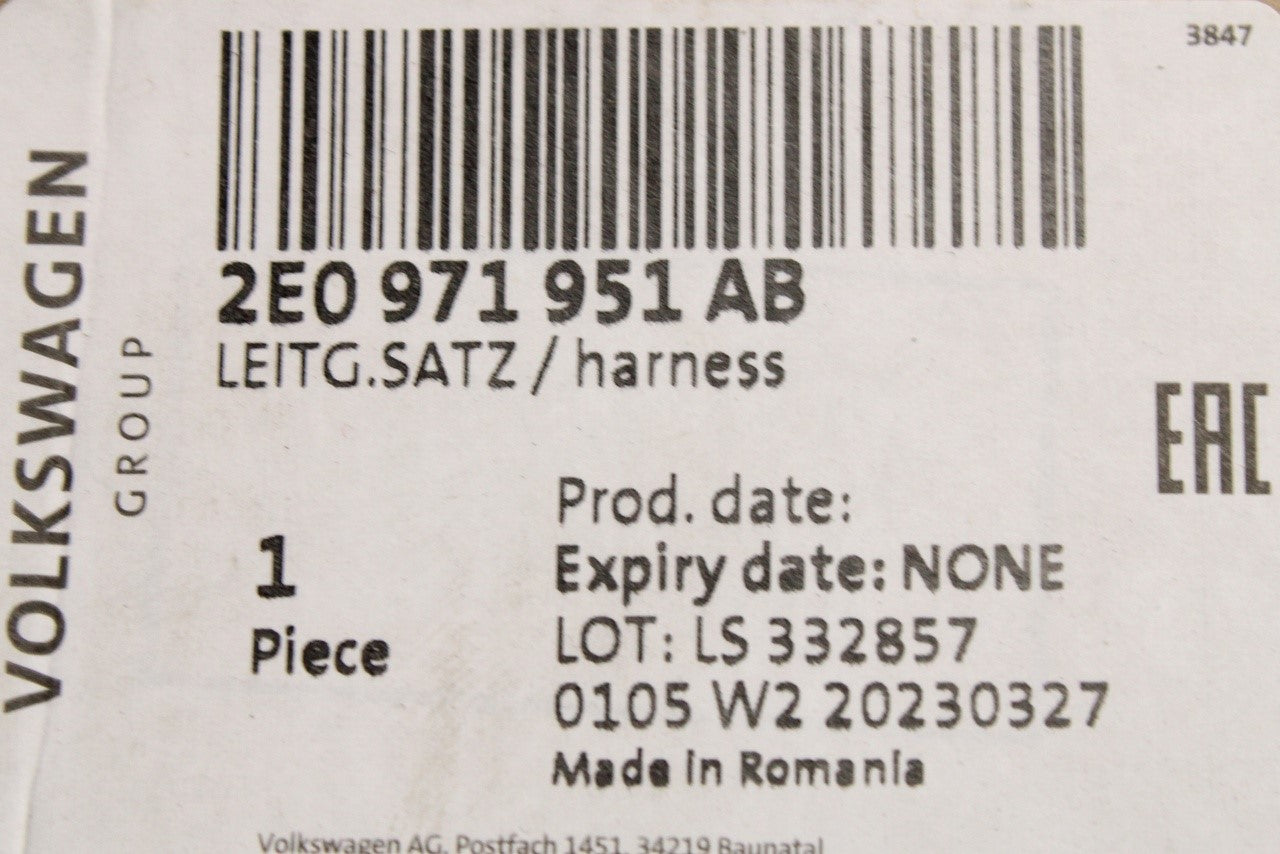 3847
VOLKSWAGEN
GROUP
2E0 971 951 AB
LEITG.SATZ / harness
EAC
1
Piece
Prod. date:
Expiry date: NONE
LOT: LS 332857
0105 W2 20230327
Made in Romania
Volkswagen AG, Postfach 1451, 34219 Baunatal